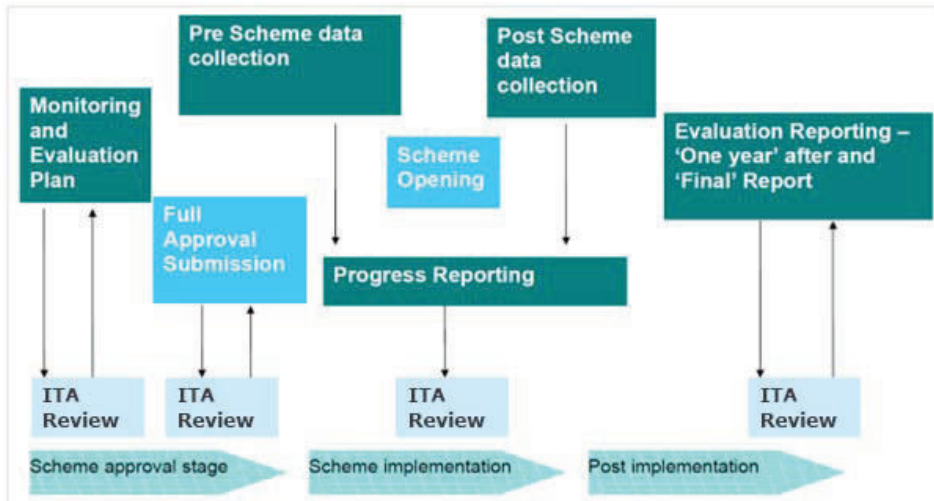 Pre Scheme data
collection
Post Scheme
data
collection
Monitoring
and
Evaluation
Plan
Scheme
Opening
Evaluation Reporting –
‘One year’ after and
‘Final’ Report
Full
Approval
Submission
Progress Reporting
ITA
Review
ITA
Review
ITA
Review
ITA
Review
Scheme approval stage
Scheme implementation
Post implementation